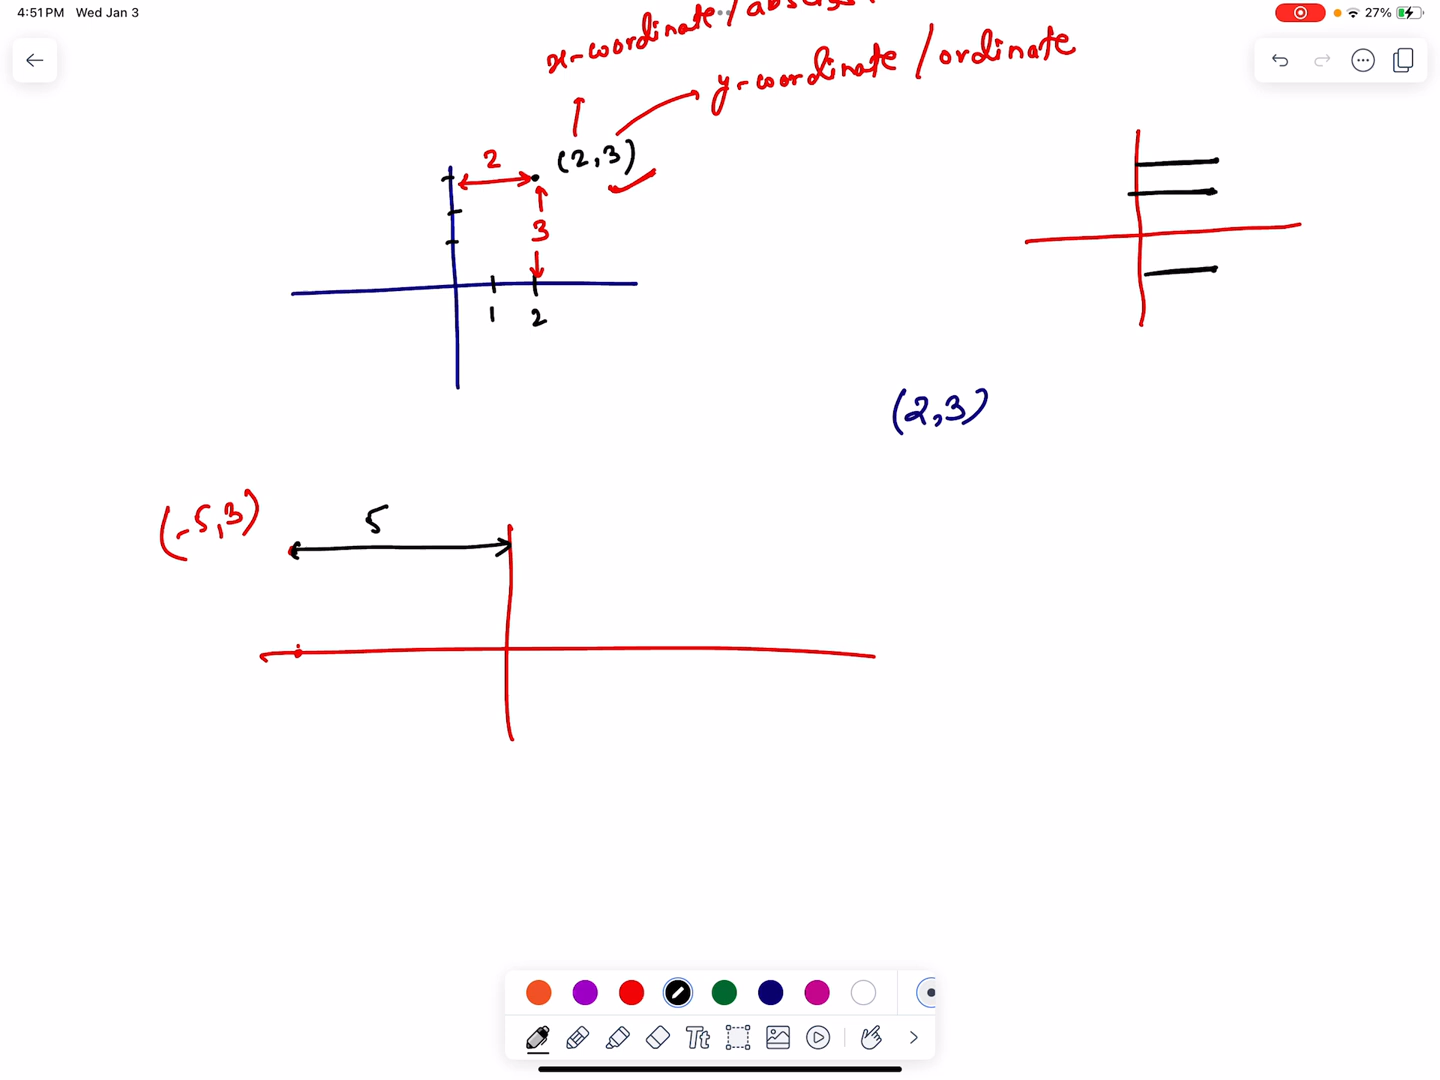 4:51 PM Wed Jan 3
27%
x-coordinate /
y-coordinate / ordinate
2
(2,3)
3
1 2
(2,3)
(-5,3)
5
Tt